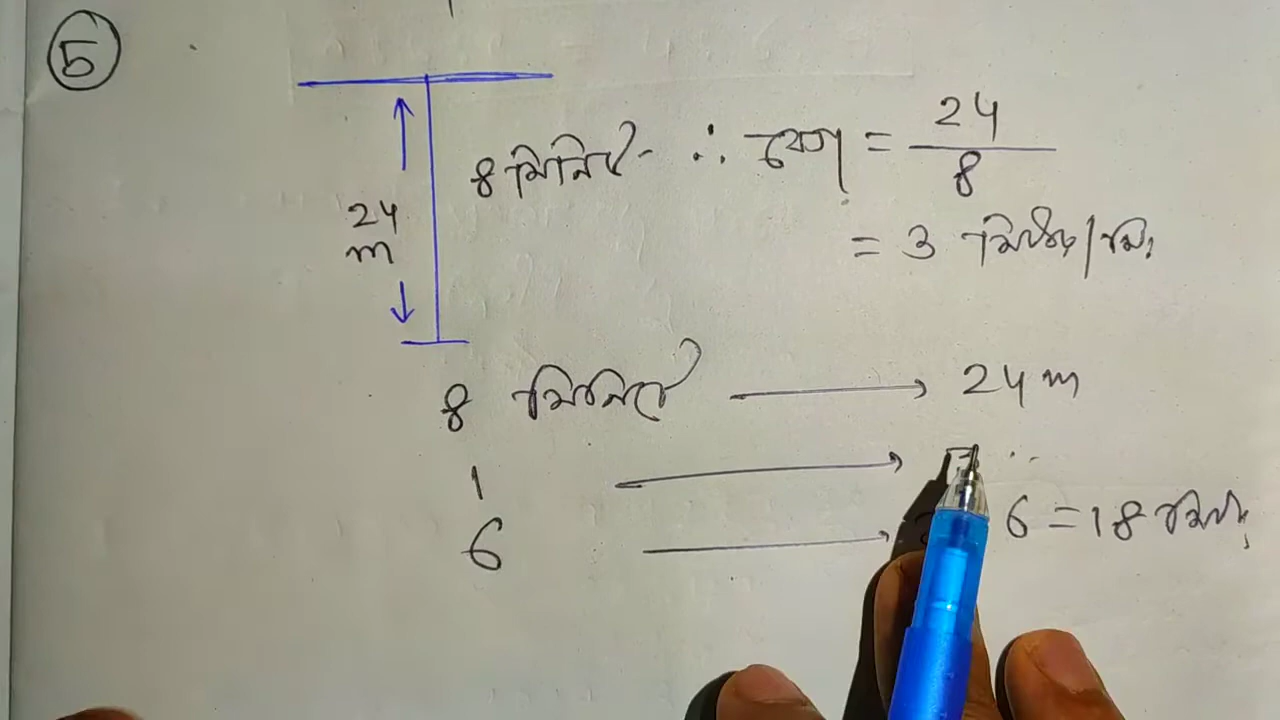 5
24
m
8 মিনিটে ∴ বেগ = 24/8
= 3 মিটার/মি.
8 মিনিটে → 24 m
1 →
6 → 6 = 18 মিটার